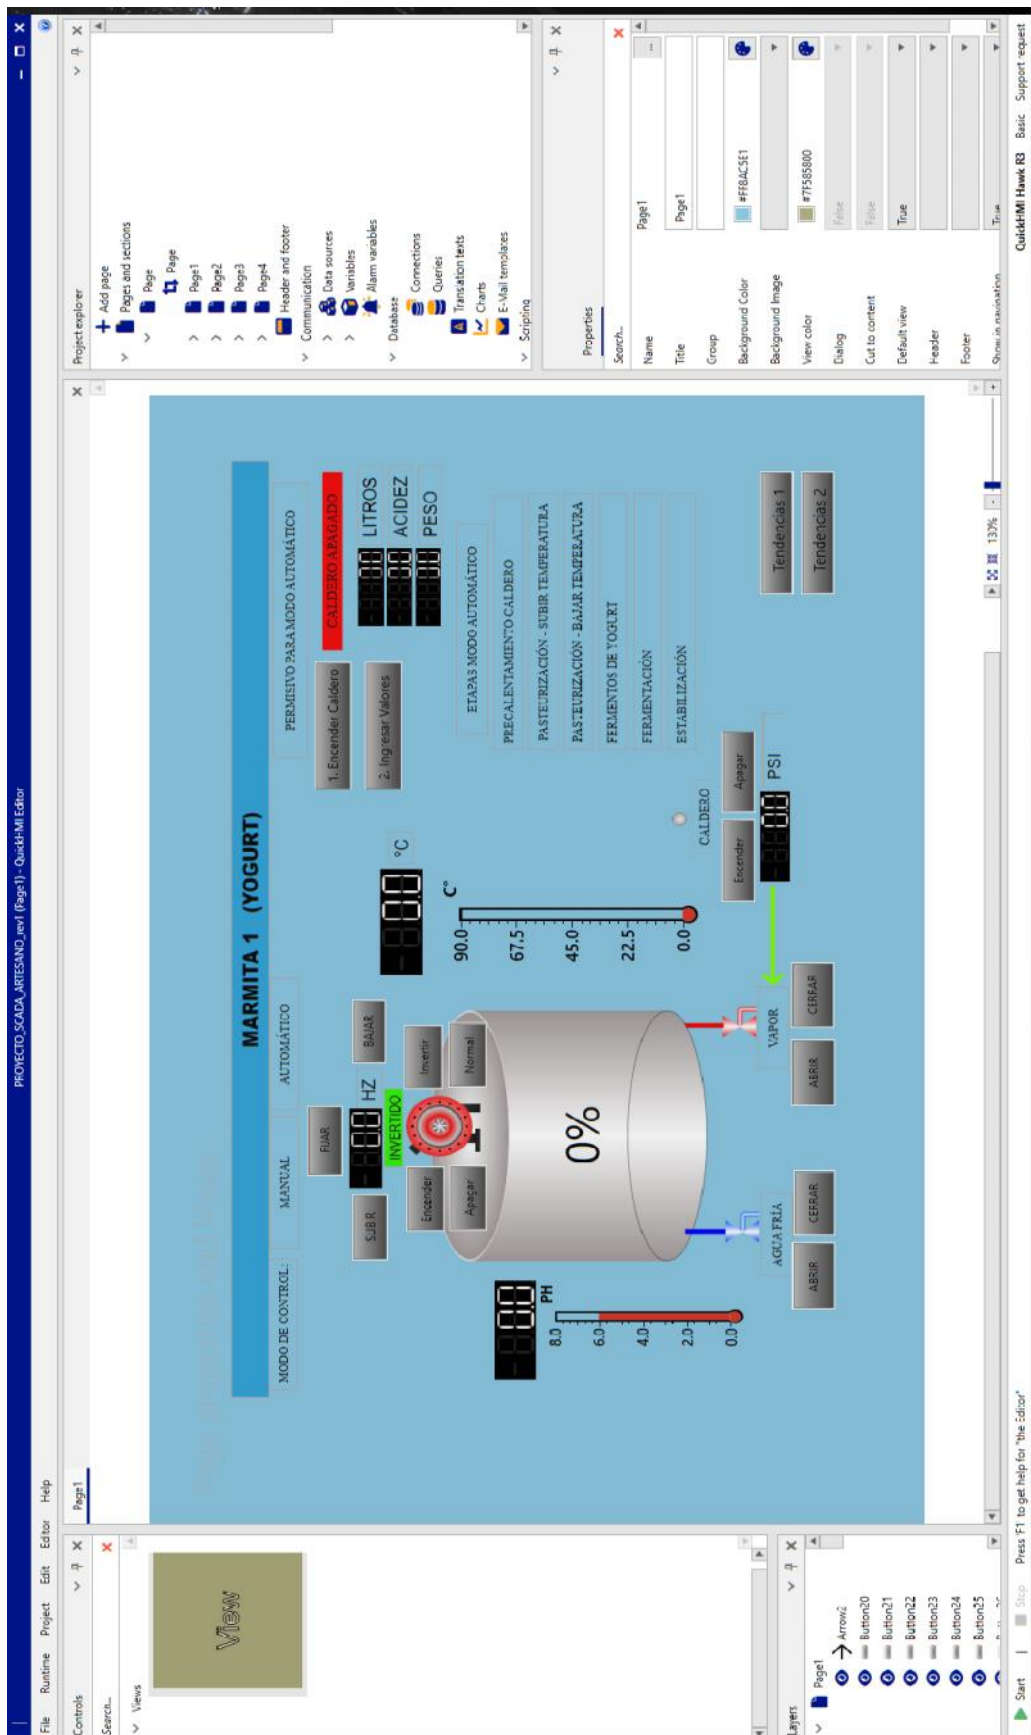 PROYECTO_SCADA_ARTESANO_rev1 (Page1) - QuickHMI Editor
File Runtime Project Edit Editor Help
Controls
Search...
Views
View
Layers
Page1
Arrow2
Button20
Button21
Button22
Button23
Button24
Button25
Page1
MARMITA 1 (YOGURT)
MODO DE CONTROL:
MANUAL
AUTOMÁTICO
PERMISIVO PARA MODO AUTOMÁTICO
FIJAR
SUBIR
HZ
BAJAR
INVERTIDO
Encender
Invertir
Apagar
Normal
°C
1. Encender Caldero
CALDERO APAGADO
2. Ingresar Valores
LITROS
ACIDEZ
PESO
PH
8.0
6.0
4.0
2.0
0.0
0%
C°
90.0
67.5
45.0
22.5
0.0
ETAPAS MODO AUTOMÁTICO
PRECALENTAMIENTO CALDERO
PASTEURIZACIÓN - SUBIR TEMPERATURA
PASTEURIZACIÓN - BAJAR TEMPERATURA
FERMENTOS DE YOGURT
FERMENTACIÓN
ESTABILIZACIÓN
CALDERO
Encender
Apagar
PSI
AGUA FRÍA
VAPOR
ABRIR
CERRAR
ABRIR
CERRAR
Tendencias 1
Tendencias 2
130%
Project explorer
Add page
Pages and sections
Page
Page
Page1
Page2
Page3
Page4
Header and footer
Communication
Data sources
Variables
Alarm variables
Database
Connections
Queries
Translation texts
Charts
E-Mail templates
Scripting
Properties
Search...
Name Page1
Title Page1
Group
Background Color #FF8AC5E1
Background Image
View color #7F585800
Dialog False
Cut to content False
Default view True
Header
Footer
Show in navigation True
Start Stop Press 'F1' to get help for "the Editor" QuickHMI Hawk R3 Basic Support request